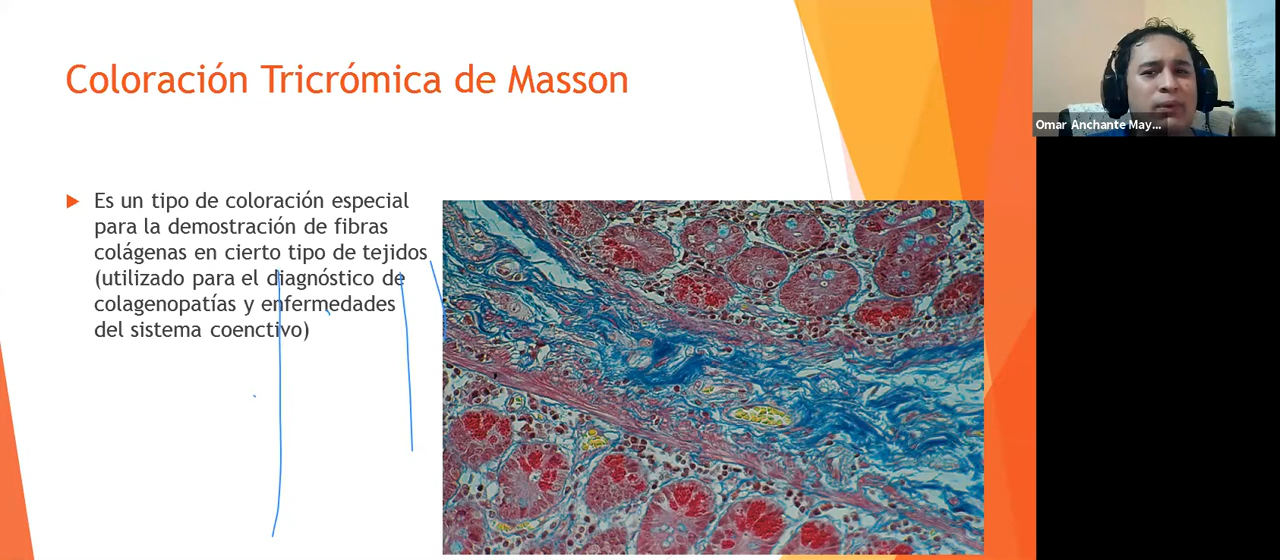 Coloración Tricrómica de Masson
Es un tipo de coloración especial
para la demostración de fibras
colágenas en cierto tipo de tejidos
(utilizado para el diagnóstico de
colagenopatías y enfermedades
del sistema coenctivo)
Omar Anchante May...